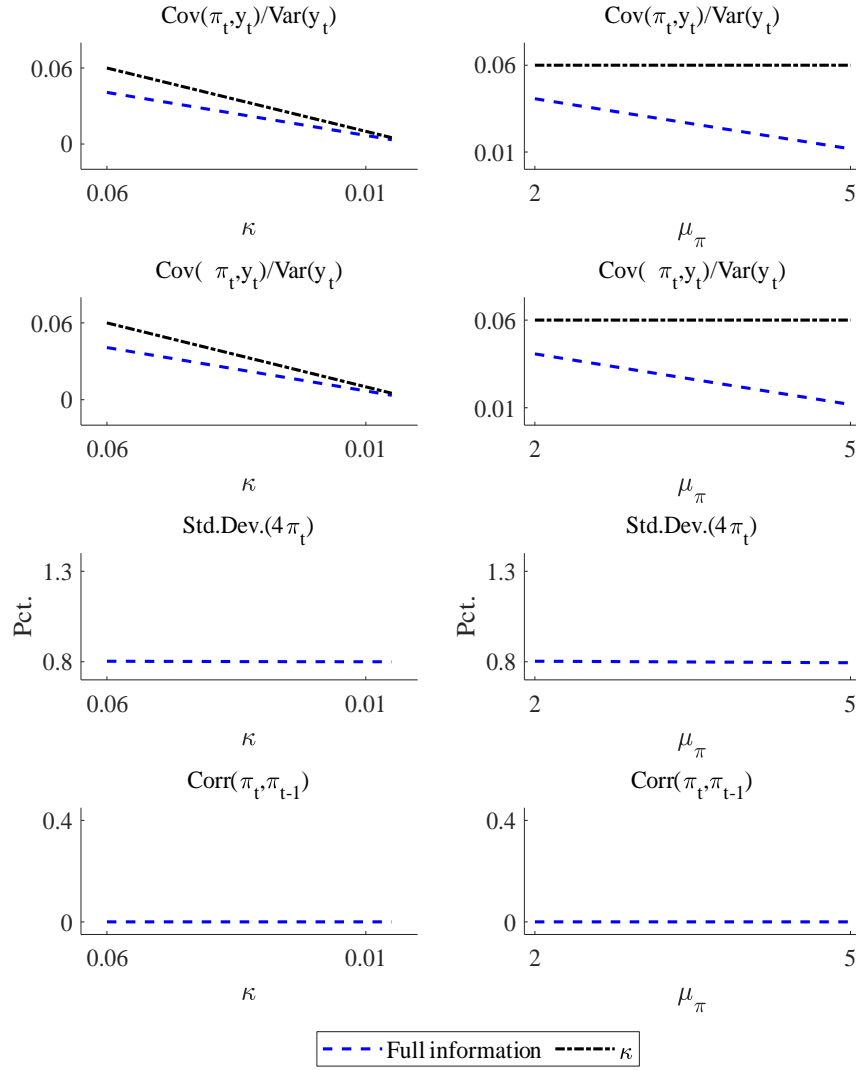 Cov(π_t,y_t)/Var(y_t)
0.06
0
0.06
0.01
κ
Cov(π_t,y_t)/Var(y_t)
0.06
0.01
2
5
μ_π
Cov( π_t,y_t)/Var(y_t)
0.06
0
0.06
0.01
κ
Cov( π_t,y_t)/Var(y_t)
0.06
0.01
2
5
μ_π
Std.Dev.(4π_t)
Pct.
1.3
0.8
0.06
0.01
κ
Std.Dev.(4π_t)
Pct.
1.3
0.8
2
5
μ_π
Corr(π_t,π_t-1)
0.4
0
0.06
0.01
κ
Corr(π_t,π_t-1)
0.4
0
2
5
μ_π
Full information
κ